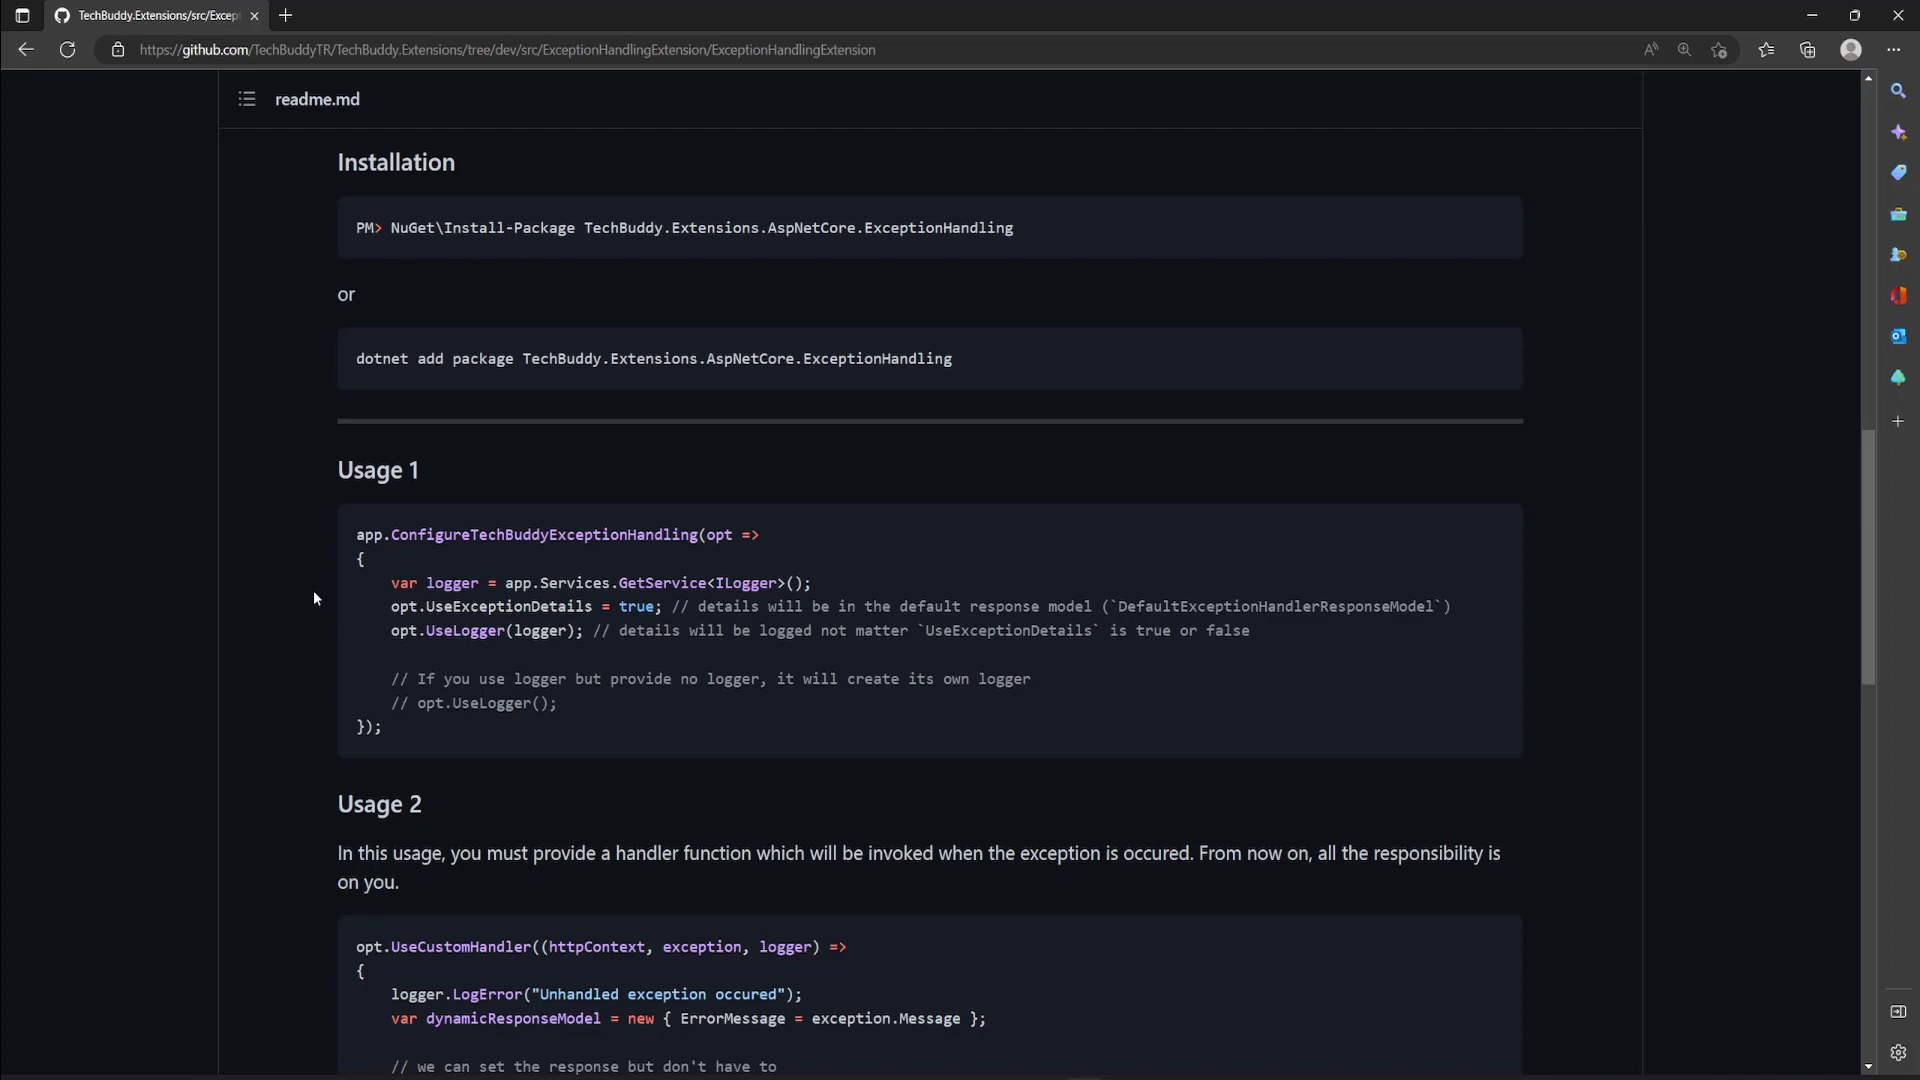 TechBuddy.Extensions/src/Excep
https://github.com/TechBuddyTR/TechBuddy.Extensions/tree/dev/src/ExceptionHandlingExtension/ExceptionHandlingExtension
readme.md
Installation
PM> NuGet\Install-Package TechBuddy.Extensions.AspNetCore.ExceptionHandling
or
dotnet add package TechBuddy.Extensions.AspNetCore.ExceptionHandling
Usage 1
app.ConfigureTechBuddyExceptionHandling(opt =>
{
var logger = app.Services.GetService<ILogger>();
opt.UseExceptionDetails = true; // details will be in the default response model (`DefaultExceptionHandlerResponseModel`)
opt.UseLogger(logger); // details will be logged not matter `UseExceptionDetails` is true or false
// If you use logger but provide no logger, it will create its own logger
// opt.UseLogger();
});
Usage 2
In this usage, you must provide a handler function which will be invoked when the exception is occured. From now on, all the responsibility is
on you.
opt.UseCustomHandler((httpContext, exception, logger) =>
{
logger.LogError("Unhandled exception occured");
var dynamicResponseModel = new { ErrorMessage = exception.Message };
// we can set the response but don't have to